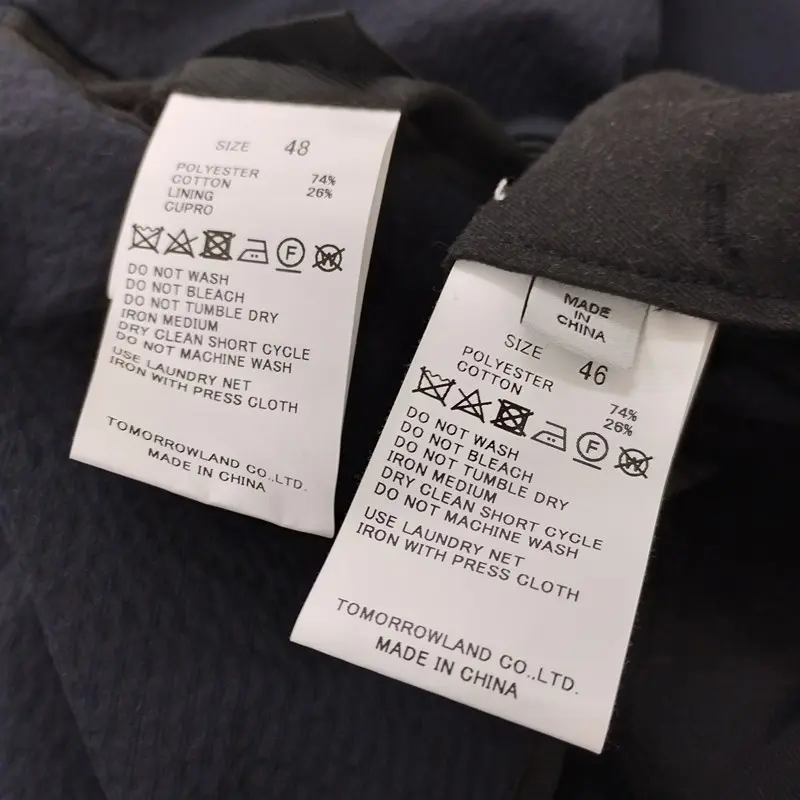 SIZE 48
POLYESTER 74%
COTTON 26%
LINING
CUPRO
F
W
DO NOT WASH
DO NOT BLEACH
DO NOT TUMBLE DRY
IRON MEDIUM
DRY CLEAN SHORT CYCLE
DO NOT MACHINE WASH
USE LAUNDRY NET
IRON WITH PRESS CLOTH
TOMORROWLAND CO.,LTD.
MADE IN CHINA
MADE
IN
CHINA
SIZE 46
POLYESTER 74%
COTTON 26%
F
W
DO NOT WASH
DO NOT BLEACH
DO NOT TUMBLE DRY
IRON MEDIUM
DRY CLEAN SHORT CYCLE
DO NOT MACHINE WASH
USE LAUNDRY NET
IRON WITH PRESS CLOTH
TOMORROWLAND CO.,LTD.
MADE IN CHINA